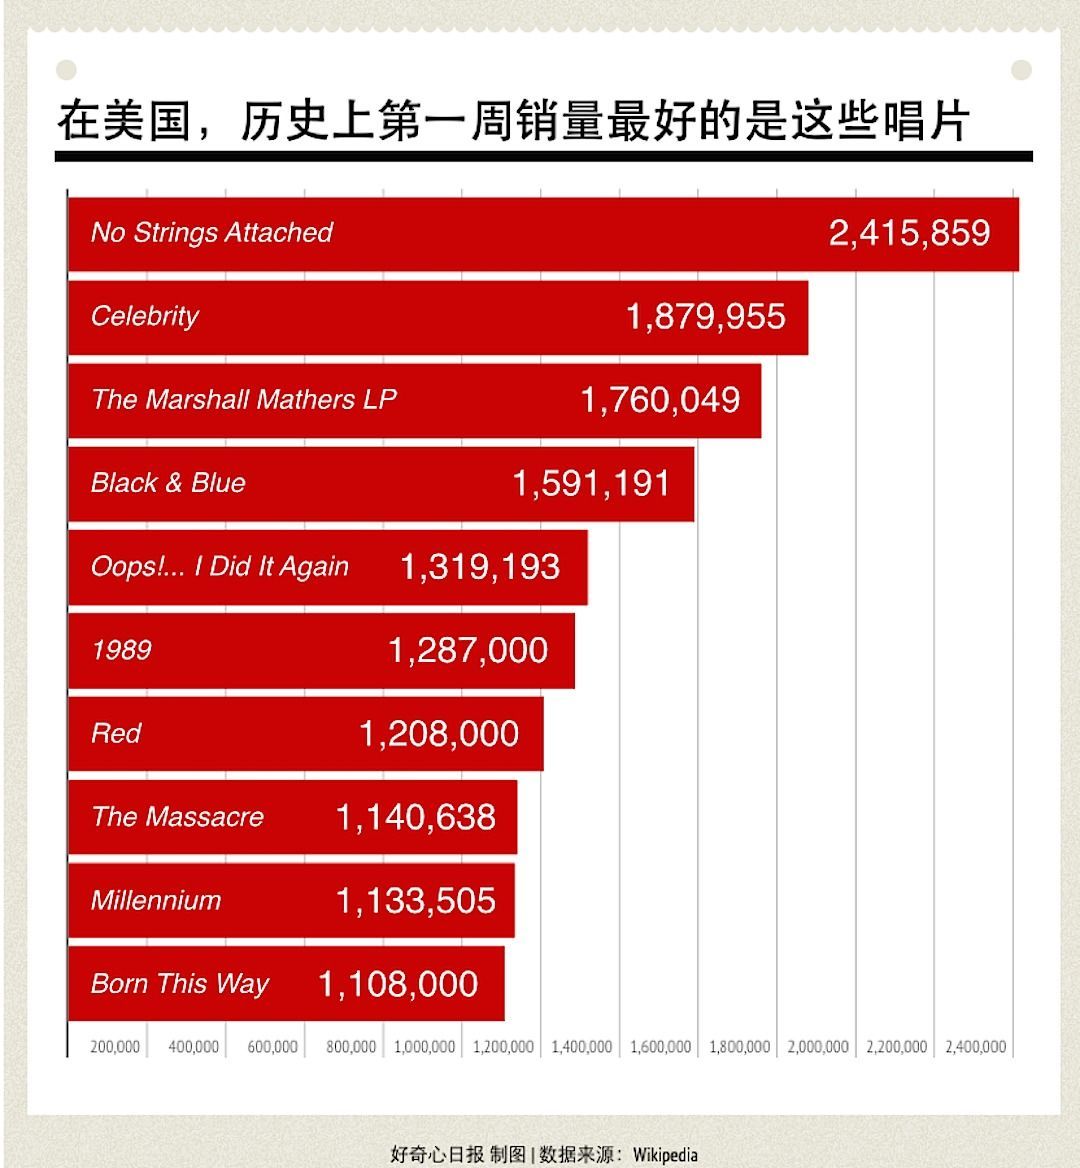 在美国，历史上第一周销量最好的是这些唱片
No Strings Attached 2,415,859
Celebrity 1,879,955
The Marshall Mathers LP 1,760,049
Black & Blue 1,591,191
Oops!... I Did It Again 1,319,193
1989 1,287,000
Red 1,208,000
The Massacre 1,140,638
Millennium 1,133,505
Born This Way 1,108,000
200,000 400,000 600,000 800,000 1,000,000 1,200,000 1,400,000 1,600,000 1,800,000 2,000,000 2,200,000 2,400,000
好奇心日报 制图 | 数据来源：Wikipedia